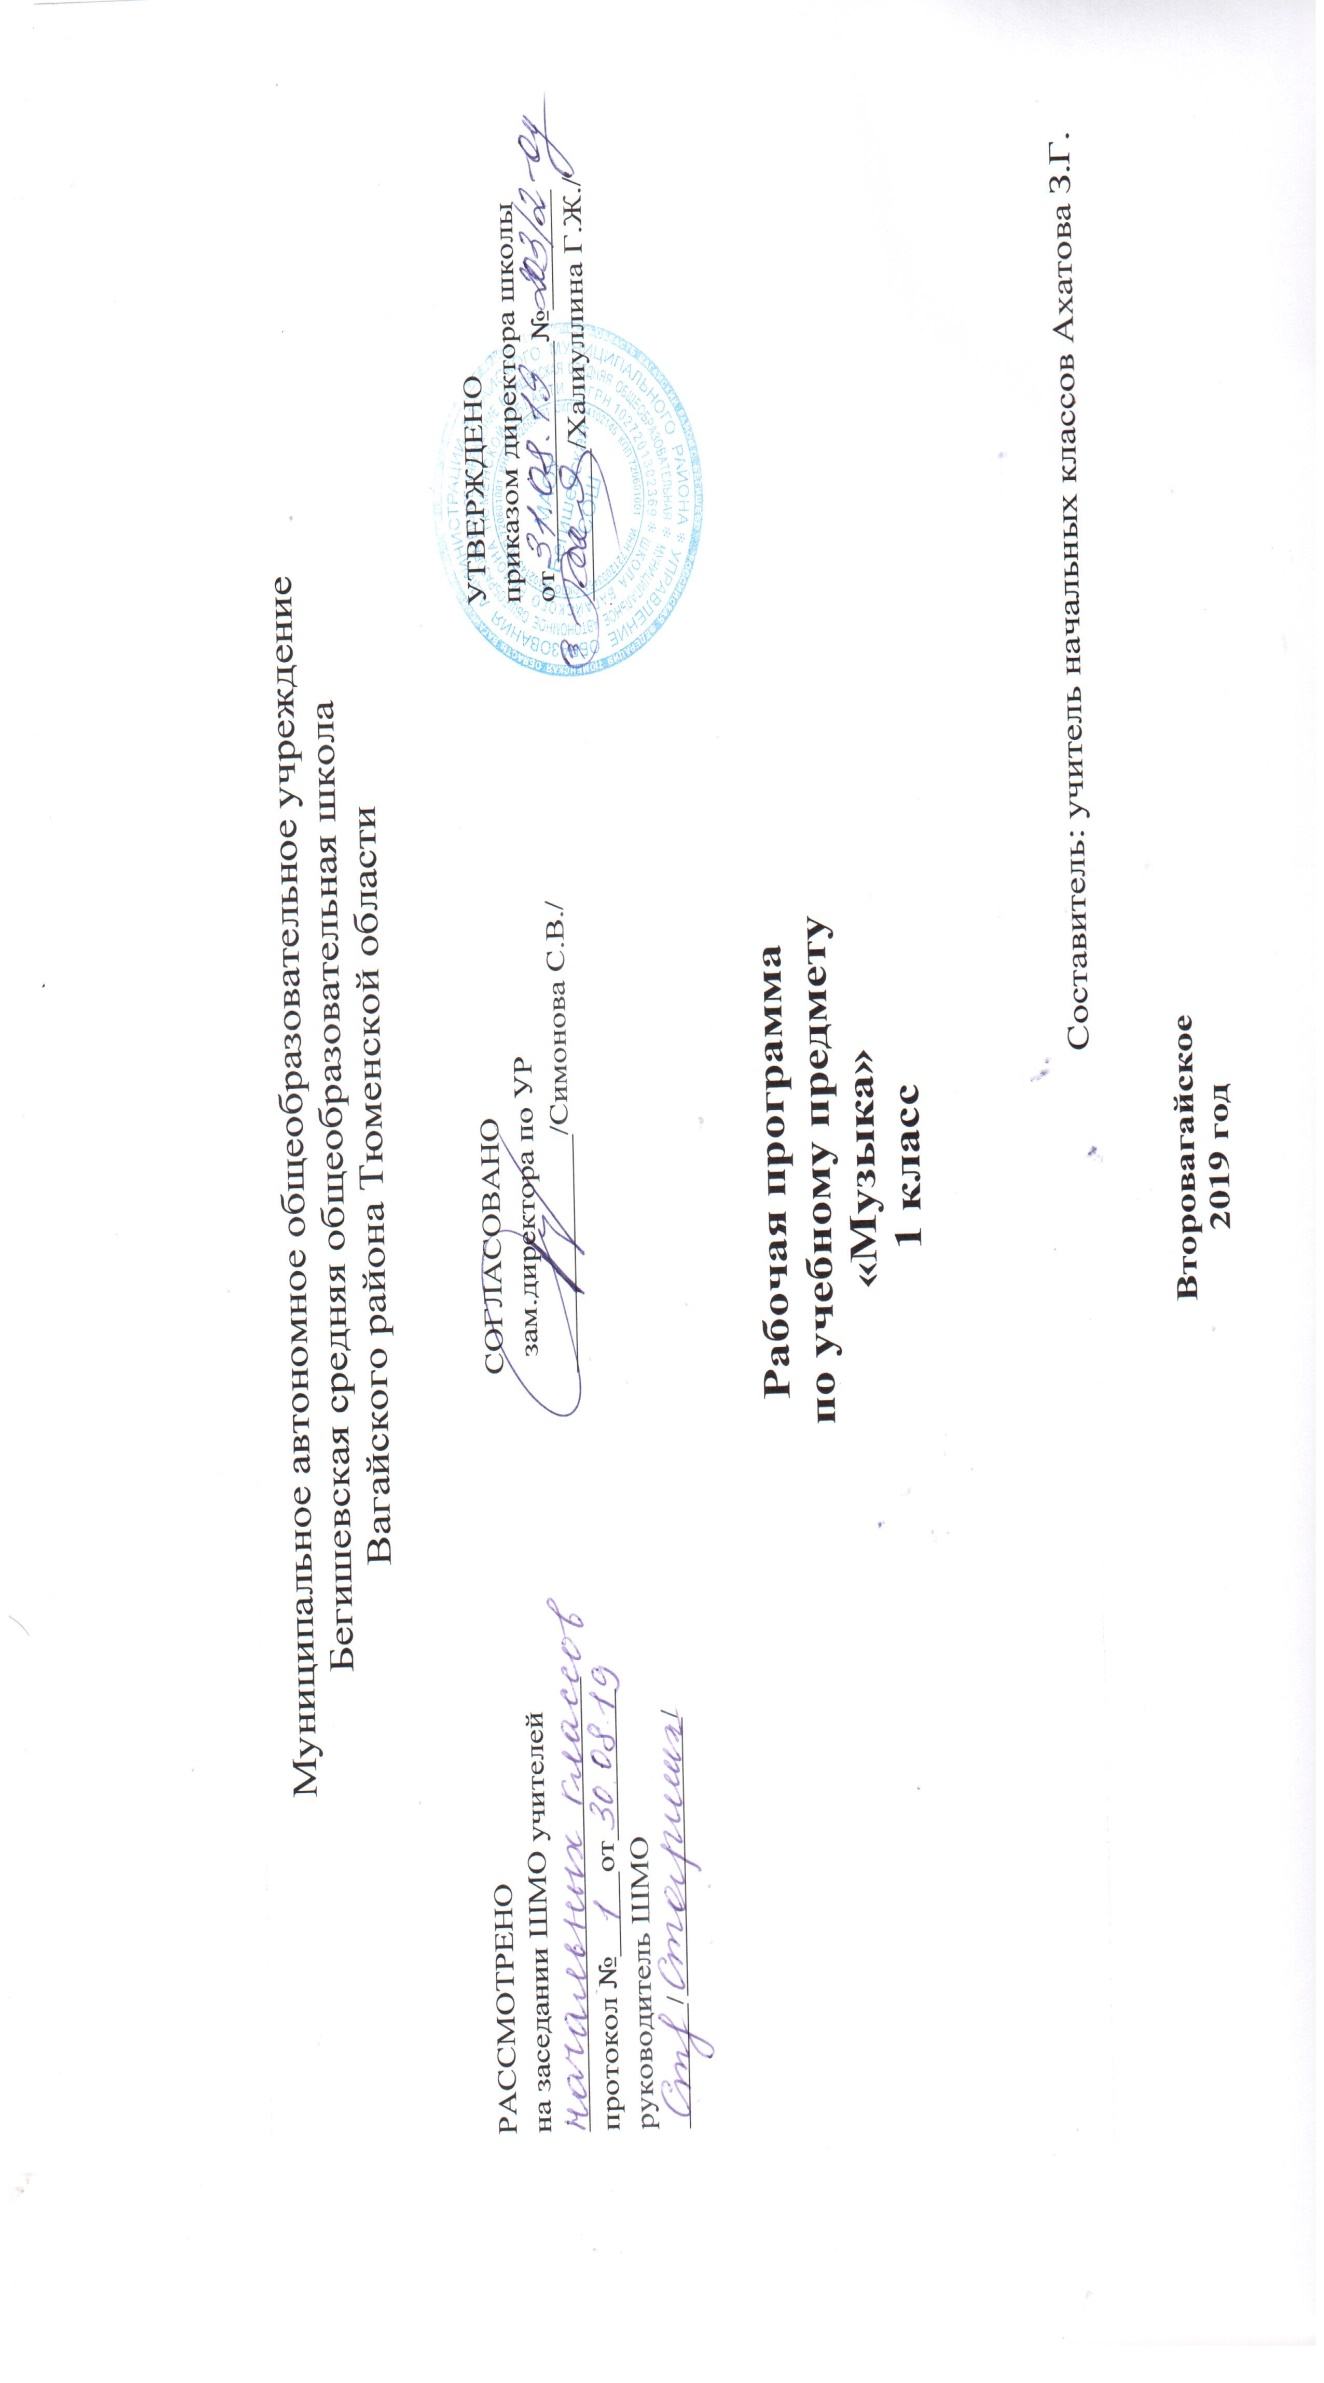 Муниципальное автономное общеобразовательное учреждение
Бегишевская средняя общеобразовательная школа
Вагайского района Тюменской области
РАССМОТРЕНО
на заседании ШМО учителей
начальных классов
протокол № 1 от 30.08.19
руководитель ШМО
СОГЛАСОВАНО
зам.директора по УР
/Симонова С.В./
УТВЕРЖДЕНО
приказом директора школы
от 31.08.19 № 203/2-од
/Халиуллина Г.Ж./
Рабочая программа
по учебному предмету
«Музыка»
1 класс
Составитель: учитель начальных классов Ахатова З.Г.
Второвагайское
2019 год